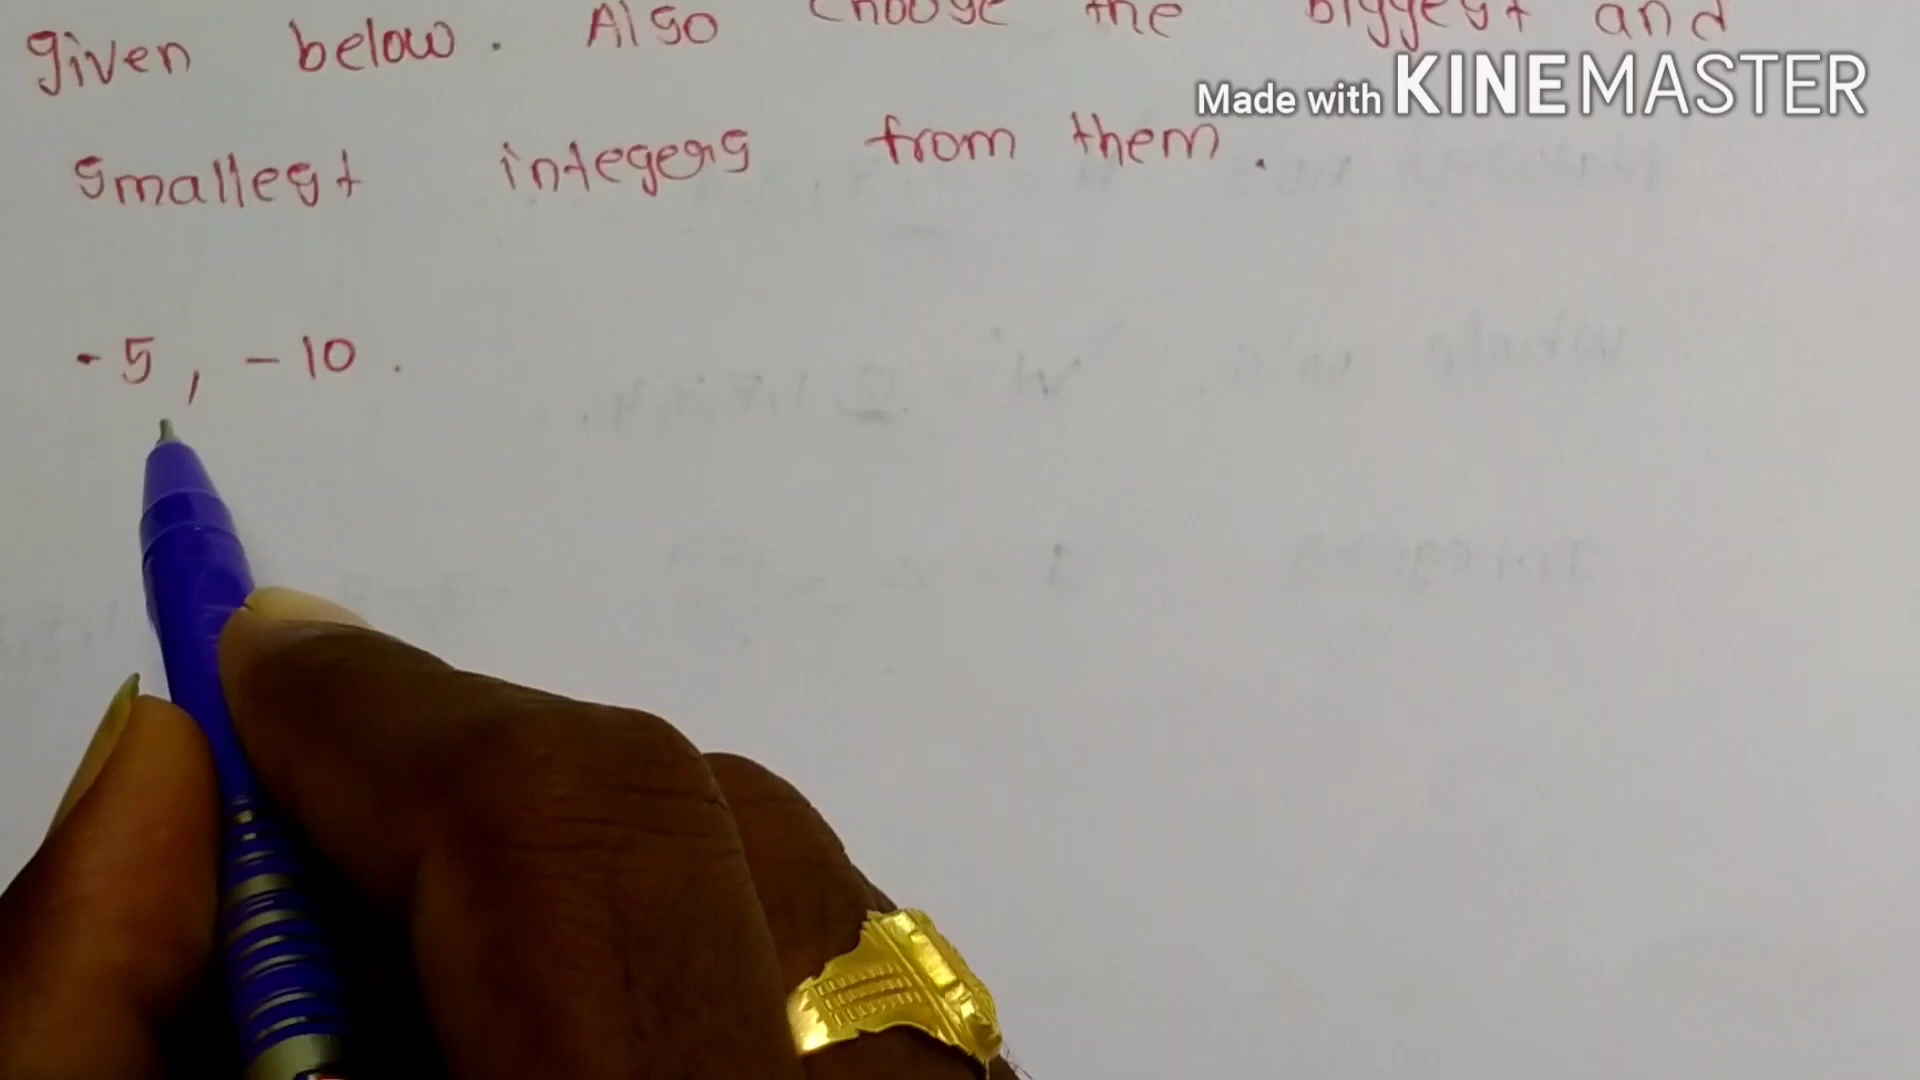 given below. Also choose the biggest and
Made with KINEMASTER
smallest integers from them.
-5, -10.